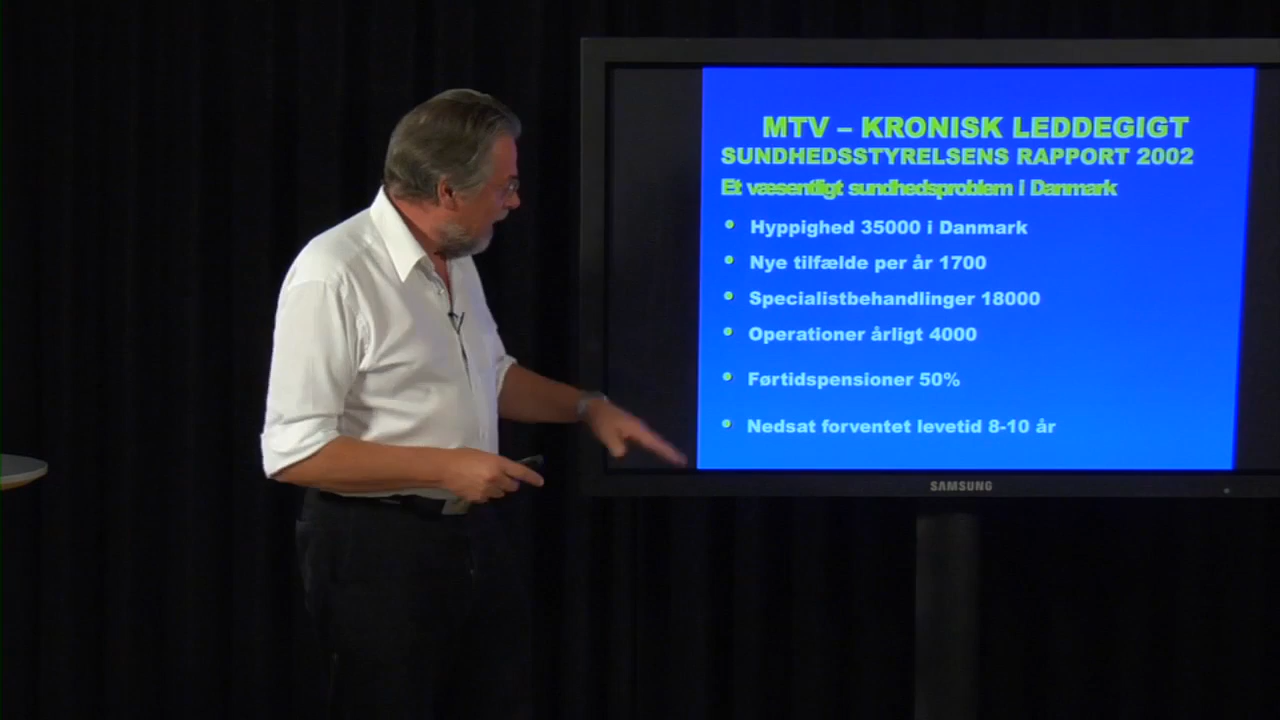 MTV – KRONISK LEDDEGIGT
SUNDHEDSSTYRELSENS RAPPORT 2002
Et væsentligt sundhedsproblem i Danmark
Hyppighed 35000 i Danmark
Nye tilfælde per år 1700
Specialistbehandlinger 18000
Operationer årligt 4000
Førtidspensioner 50%
Nedsat forventet levetid 8-10 år
SAMSUNG